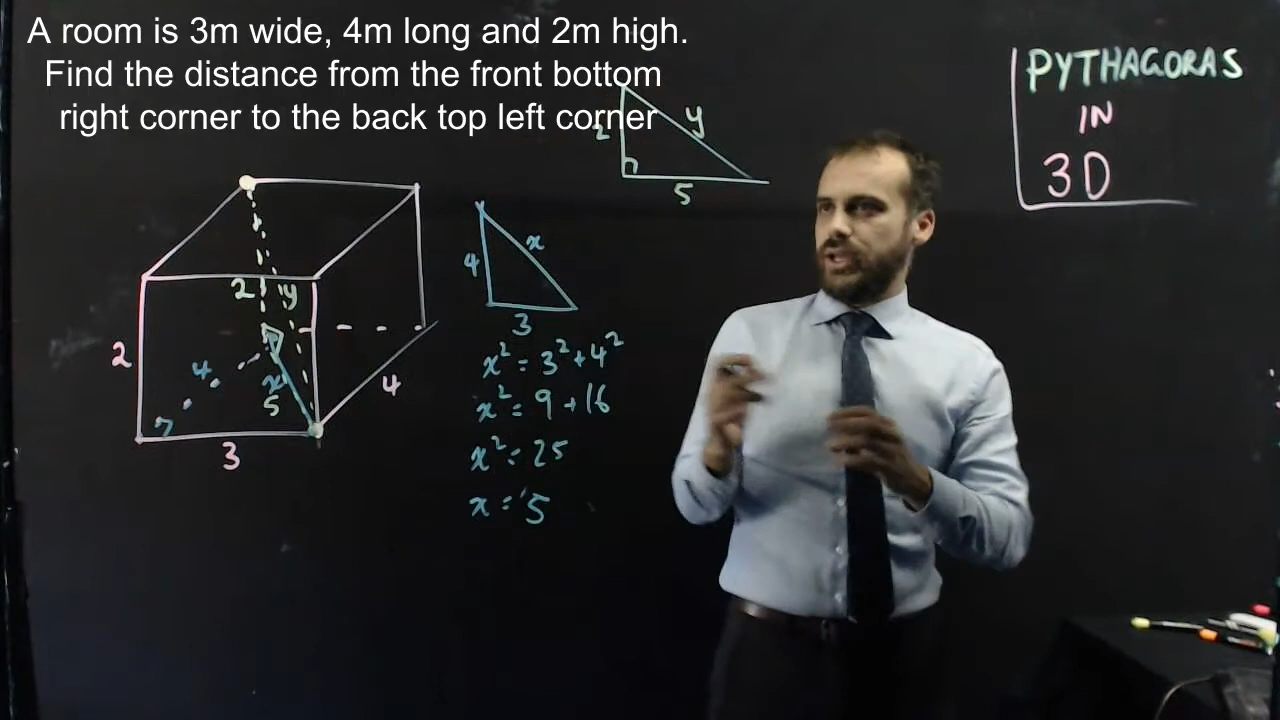 A room is 3m wide, 4m long and 2m high.
Find the distance from the front bottom
right corner to the back top left corner
PYTHAGORAS
IN
3D
2
y
5
4
x
3
2
y
2
4
x
5
4
3
x² = 3² + 4²
x² = 9 + 16
x² = 25
x = 5